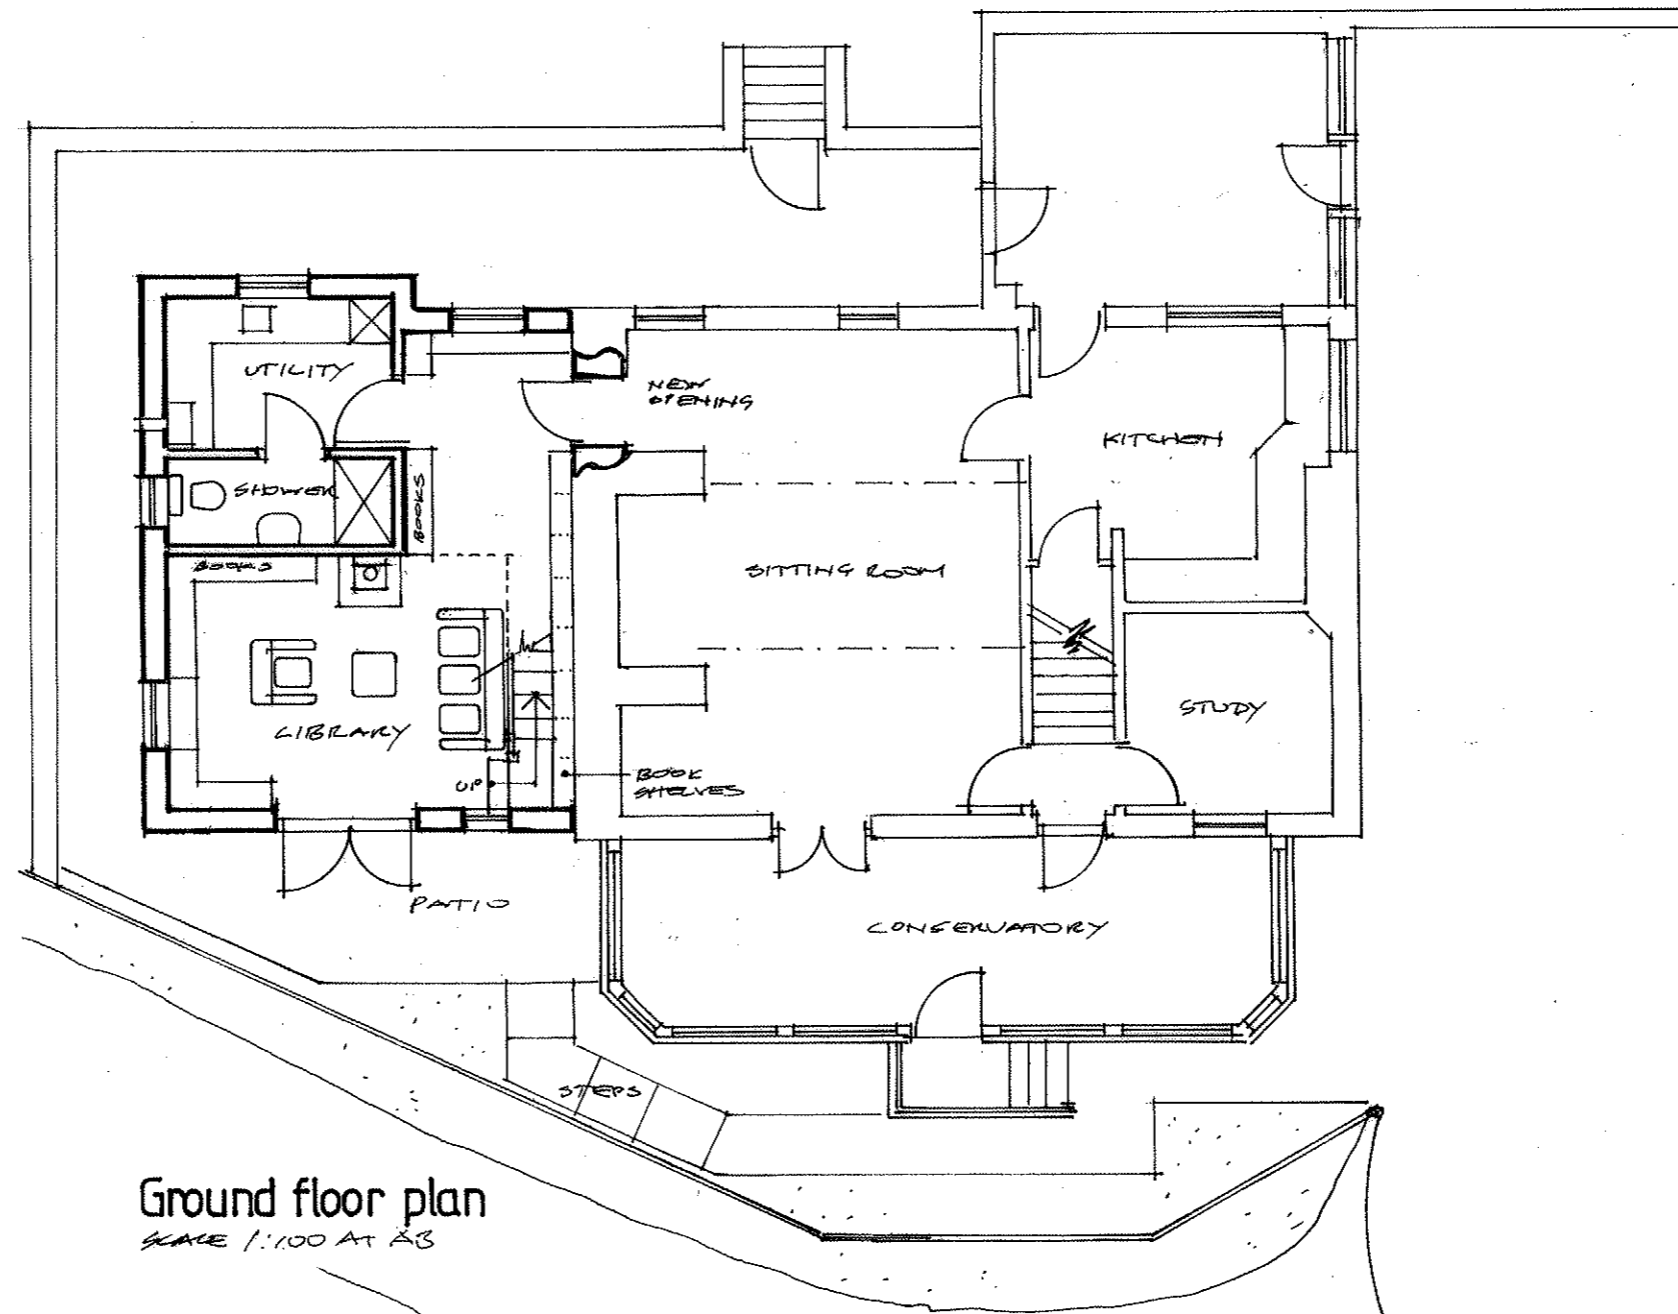 UTILITY
NEW
OPENING
KITCHEN
SHOWER
BOOKS
BOOKS
SITTING ROOM
LIBRARY
STUDY
UP
BOOK
SHELVES
PATIO
CONSERVATORY
STEPS
Ground floor plan
SCALE 1:100 AT A3